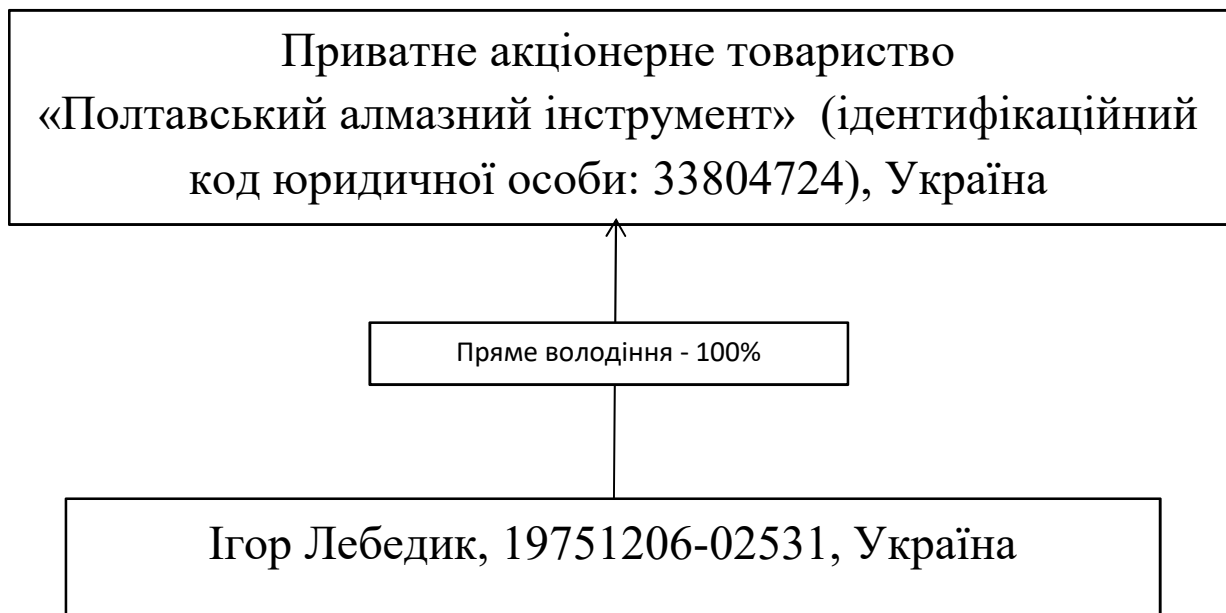 Приватне акціонерне товариство
«Полтавський алмазний інструмент» (ідентифікаційний
код юридичної особи: 33804724), Україна
Пряме володіння - 100%
Ігор Лебедик, 19751206-02531, Україна